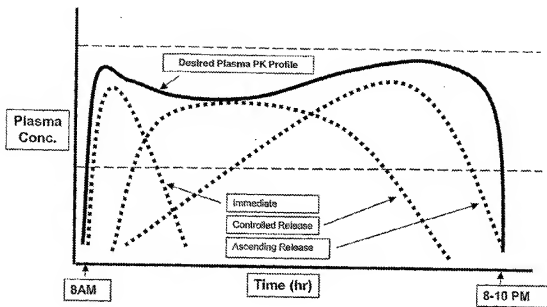 Desired Plasma PK Profile
Plasma
Conc.
Immediate
Controlled Release
Ascending Release
8AM
Time (hr)
8-10 PM